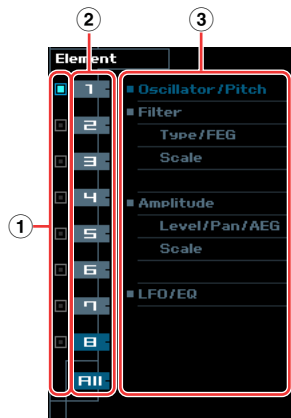 ② ③
Element
1 Oscillator/Pitch
2 Filter
Type/FEG
3 Scale
4 Amplitude
① 5 Level/Pan/AEG
Scale
6
7 LFO/EQ
8
All